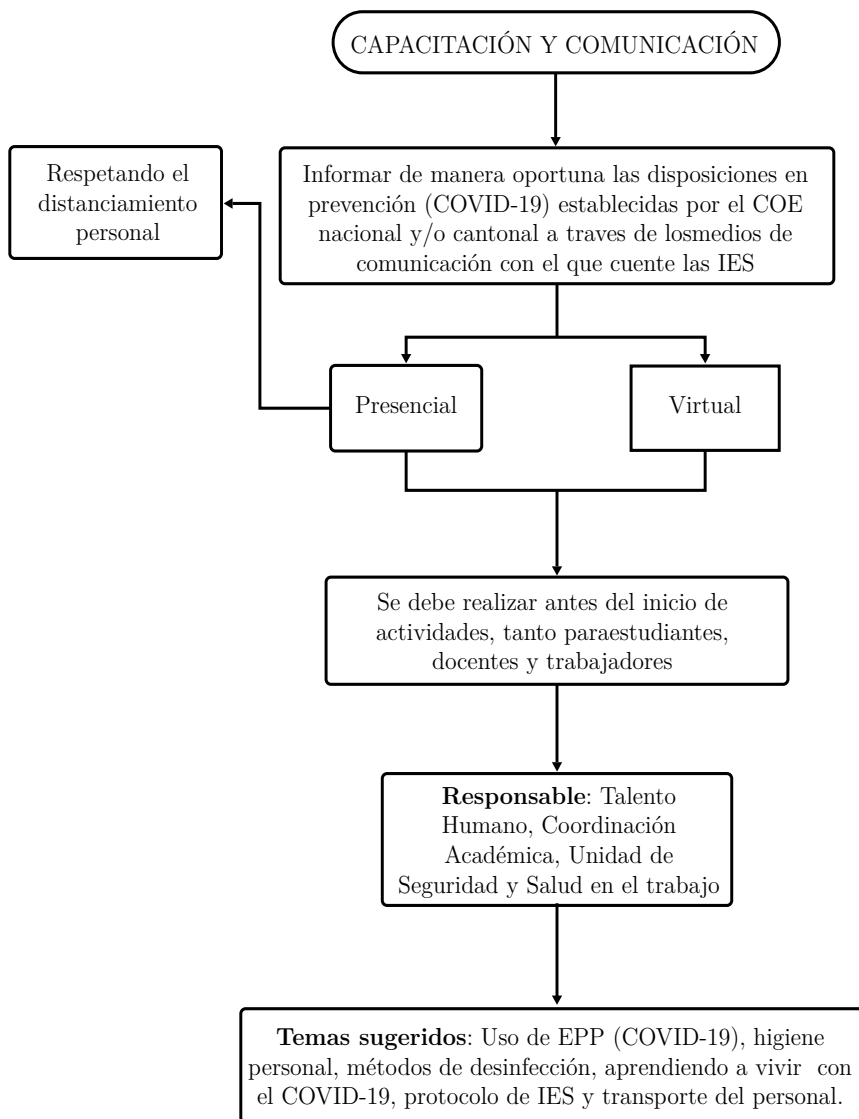 CAPACITACIÓN Y COMUNICACIÓN
Informar de manera oportuna las disposiciones en
prevención (COVID-19) establecidas por el COE
nacional y/o cantonal a traves de losmedios de
comunicación con el que cuente las IES
Respetando el
distanciamiento
personal
Presencial
Virtual
Se debe realizar antes del inicio de
actividades, tanto paraestudiantes,
docentes y trabajadores
Responsable: Talento
Humano, Coordinación
Académica, Unidad de
Seguridad y Salud en el trabajo
Temas sugeridos: Uso de EPP (COVID-19), higiene
personal, métodos de desinfección, aprendiendo a vivir con
el COVID-19, protocolo de IES y transporte del personal.